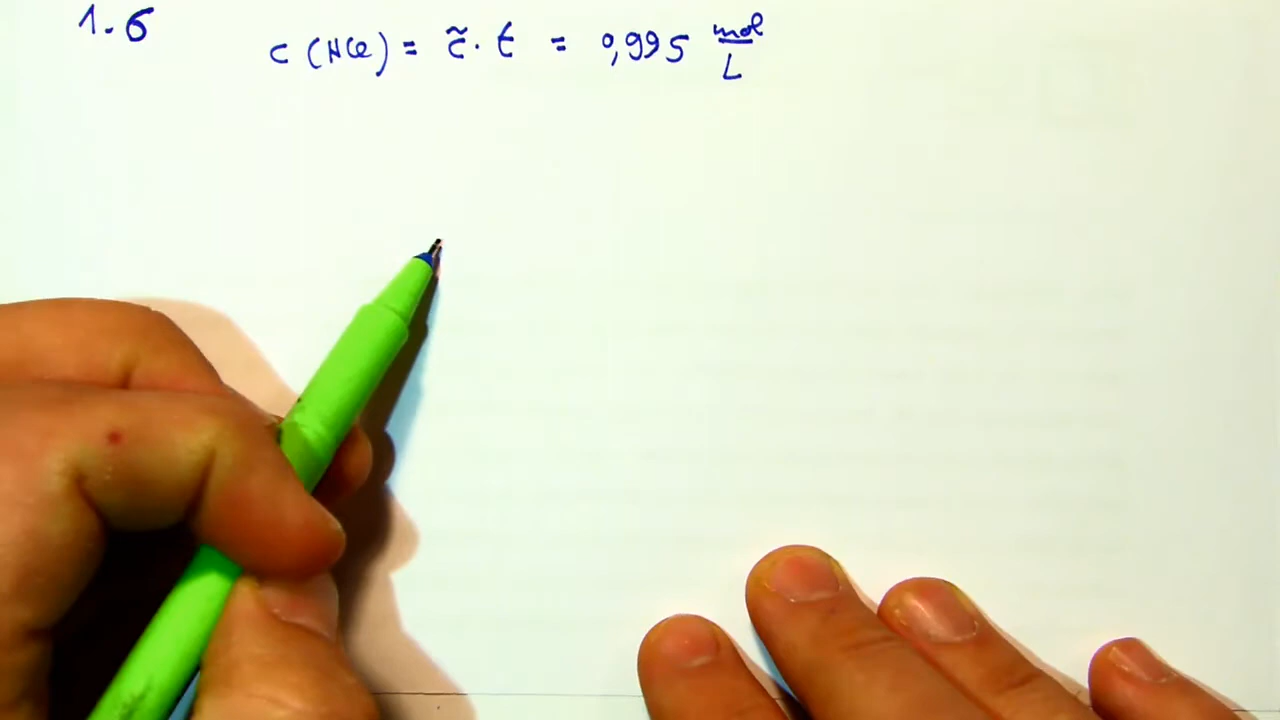 1.6 c (HCl) = c̃ · t = 0,995 mol/L